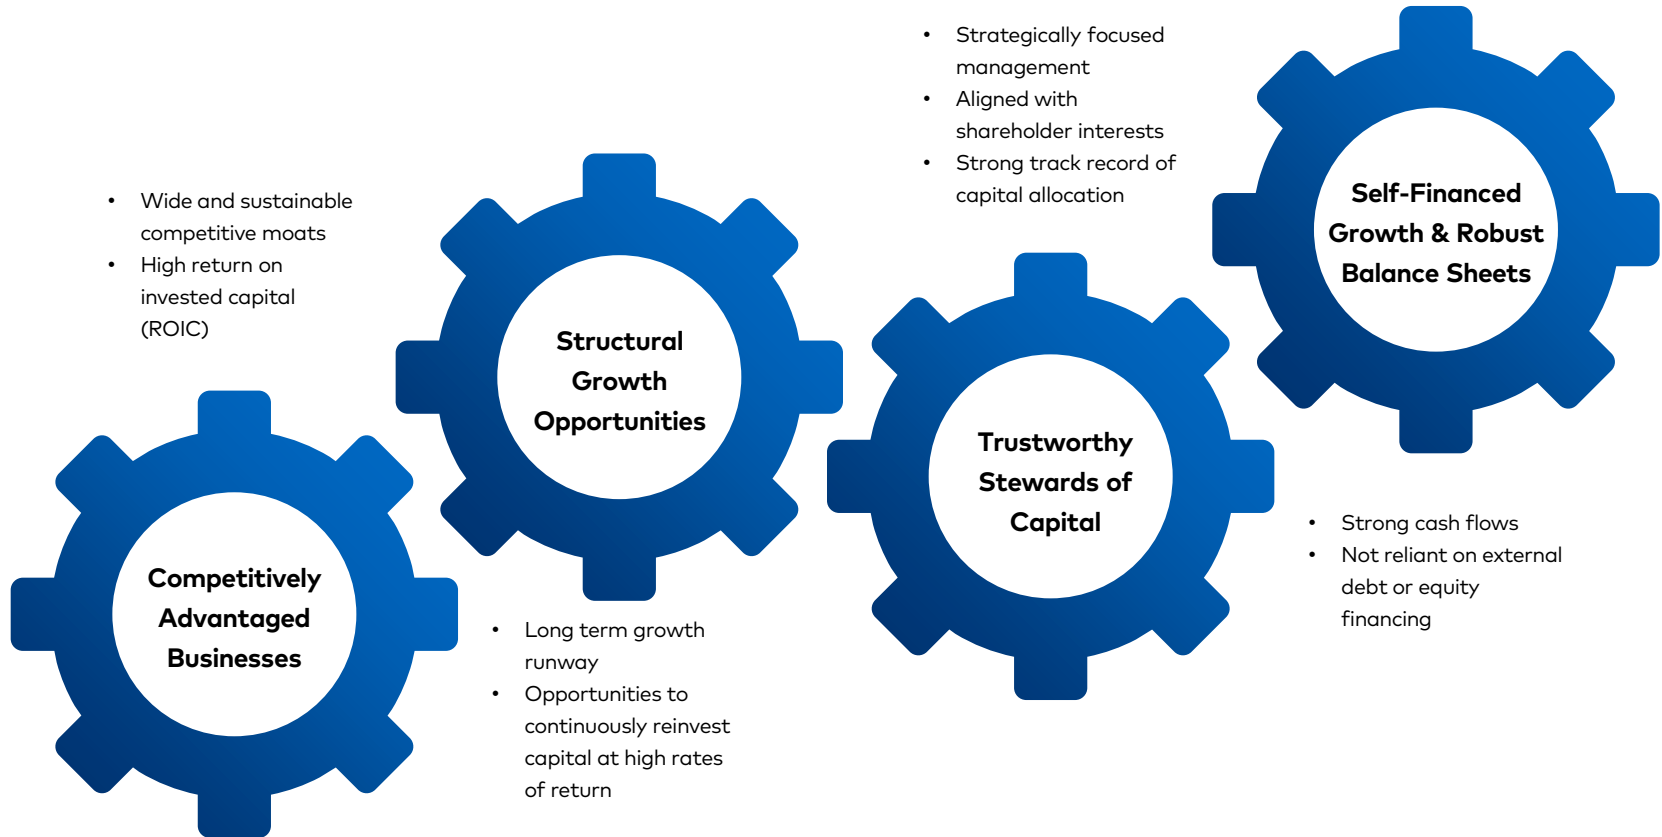 • Wide and sustainable
competitive moats
• High return on
invested capital
(ROIC)
Competitively
Advantaged
Businesses
Structural
Growth
Opportunities
• Long term growth
runway
• Opportunities to
continuously reinvest
capital at high rates
of return
• Strategically focused
management
• Aligned with
shareholder interests
• Strong track record of
capital allocation
Trustworthy
Stewards of
Capital
Self-Financed
Growth & Robust
Balance Sheets
• Strong cash flows
• Not reliant on external
debt or equity
financing